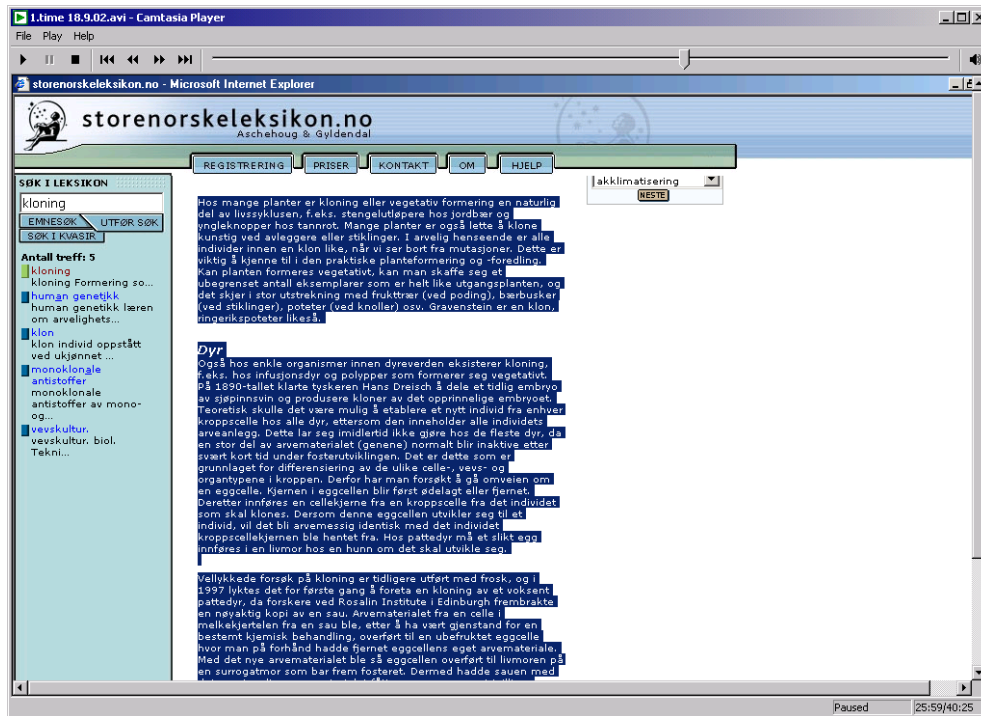 1.time 18.9.02.avi - Camtasia Player
File Play Help
storenorskeleksikon.no - Microsoft Internet Explorer
storenorskeleksikon.no
Aschehoug & Gyldendal
REGISTRERING PRISER KONTAKT OM HJELP
SØK I LEKSIKON
kloning
EMNESØK UTFØR SØK
SØK I KVASIR
Antall treff: 5
kloning
kloning Formering so...
human genetikk
human genetikk læren
om arvelighets...
klon
klon individ oppstått
ved ukjønnet ...
monoklonale
antistoffer
monoklonale
antistoffer av mono-
og...
vevskultur.
vevskultur. biol.
Tekni...
akklimatisering
NESTE
Hos mange planter er kloning eller vegetativ formering en naturlig
del av livssyklusen, f.eks. stengelutløpere hos jordbær og
yngleknopper hos tannrot. Mange planter er også lette å klone
kunstig ved avleggere eller stiklinger. I arvelig henseende er alle
individer innen en klon like, når vi ser bort fra mutasjoner. Dette er
viktig å kjenne til i den praktiske planteformering og -foredling.
Kan planten formeres vegetativt, kan man skaffe seg et
ubegrenset antall eksemplarer som er helt like utgangsplanten, og
det skjer i stor utstrekning med frukttrær (ved poding), bærbusker
(ved stiklinger), poteter (ved knoller) osv. Gravenstein er en klon,
ringerikspoteter likeså.
Dyr
Også hos enkle organismer innen dyreverden eksisterer kloning,
f.eks. hos infusjonsdyr og polypper som formerer seg vegetativt.
På 1890-tallet klarte tyskeren Hans Dreisch å dele et tidlig embryo
av sjøpinnsvin og produsere kloner av det opprinnelige embryoet.
Teoretisk skulle det være mulig å etablere et nytt individ fra enhver
kroppscelle hos alle dyr, ettersom den inneholder alle individets
arveanlegg. Dette lar seg imidlertid ikke gjøre hos de fleste dyr, da
en stor del av arvematerialet (genene) normalt blir inaktive etter
svært kort tid under fosterutviklingen. Det er dette som er
grunnlaget for differensiering av de ulike celle-, vevs- og
organtypene i kroppen. Derfor har man forsøkt å gå omveien om
en eggcelle. Kjernen i eggcellen blir først ødelagt eller fjernet.
Deretter innføres en cellekjerne fra en kroppscelle fra det individet
som skal klones. Dersom denne eggcellen utvikler seg til et
individ, vil det bli arvemessig identisk med det individet
kroppscellekjernen ble hentet fra. Hos pattedyr må et slikt egg
innføres i en livmor hos en hunn om det skal utvikle seg.
Vellykkede forsøk på kloning er tidligere utført med frosk, og i
1997 lyktes det for første gang å foreta en kloning av et voksent
pattedyr, da forskere ved Rosalin Institute i Edinburgh frembrakte
en nøyaktig kopi av en sau. Arvematerialet fra en celle i
melkekjertelen fra en sau ble, etter å ha vært gjenstand for en
bestemt kjemisk behandling, overført til en ubefruktet eggcelle
hvor man på forhånd hadde fjernet eggcellens eget arvemateriale.
Med det nye arvematerialet ble så eggcellen overført til livmoren på
en surrogatmor som bar frem fosteret. Dermed hadde sauen med
Paused 25:59/40:25